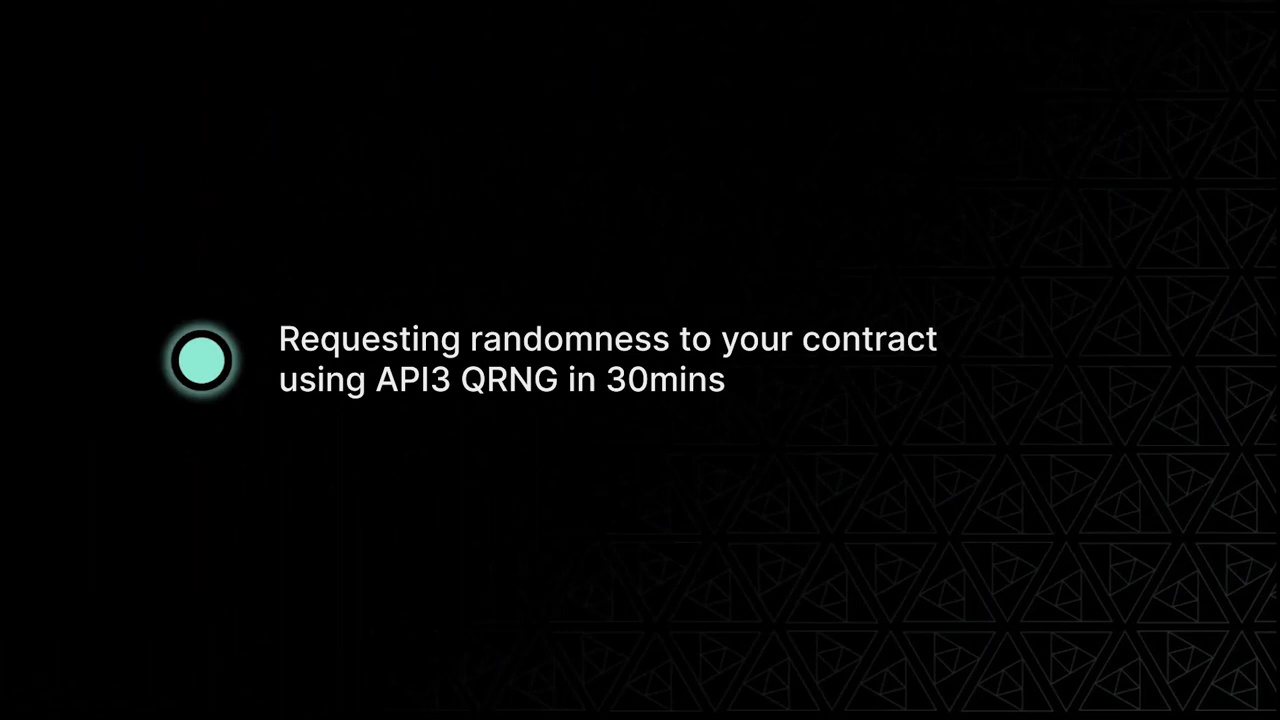 Requesting randomness to your contract
using API3 QRNG in 30mins